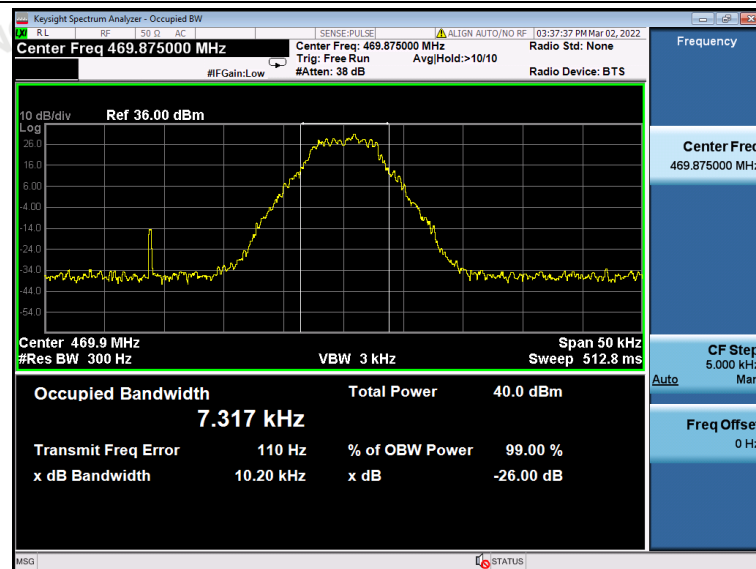 Keysight Spectrum Analyzer - Occupied BW
LXI RL RF 50 Ω AC SENSE:PULSE ALIGN AUTO/NO RF 03:37:37 PM Mar 02, 2022
Center Freq 469.875000 MHz
Center Freq: 469.875000 MHz
Radio Std: None
Trig: Free Run Avg|Hold:>10/10
#IFGain:Low #Atten: 38 dB
Radio Device: BTS
10 dB/div Ref 36.00 dBm
Log
26.0
16.0
6.00
-4.00
-14.0
-24.0
-34.0
-44.0
-54.0
Center 469.9 MHz Span 50 kHz
#Res BW 300 Hz VBW 3 kHz Sweep 512.8 ms
Occupied Bandwidth Total Power 40.0 dBm
7.317 kHz
Transmit Freq Error 110 Hz % of OBW Power 99.00 %
x dB Bandwidth 10.20 kHz x dB -26.00 dB
MSG STATUS
Frequency
Center Freq
469.875000 MHz
CF Step
5.000 kHz
Auto Man
Freq Offset
0 Hz